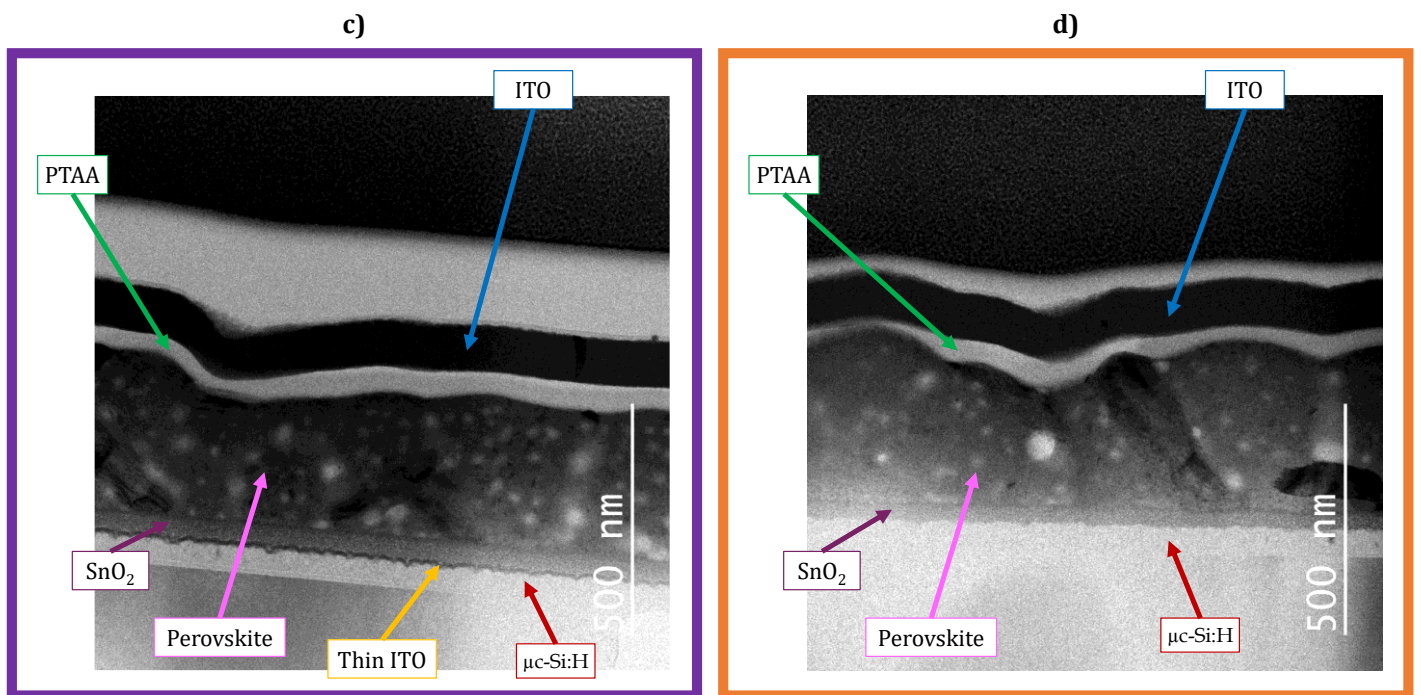 c)
d)
ITO
ITO
PTAA
PTAA
SnO₂
SnO₂
Perovskite
Perovskite
Thin ITO
µc-Si:H
µc-Si:H
500 nm
500 nm